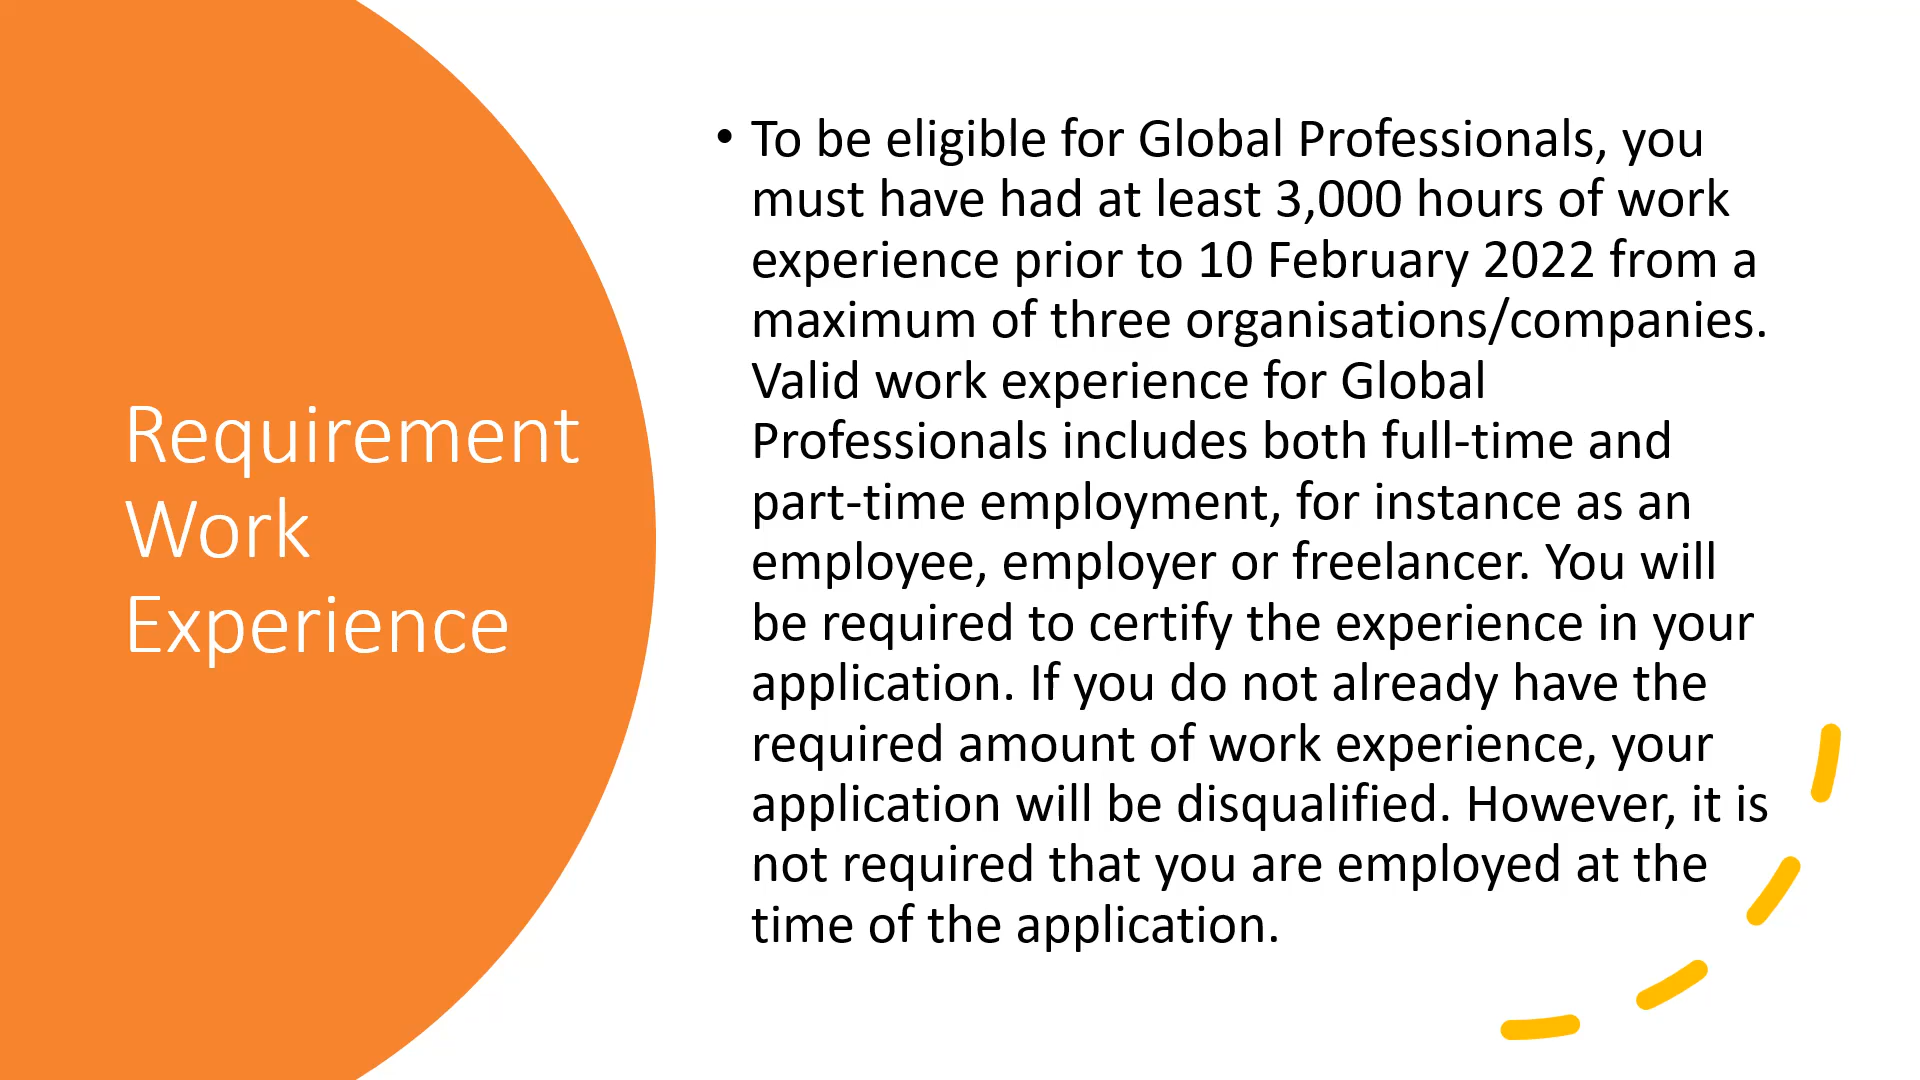 Requirement
Work
Experience
• To be eligible for Global Professionals, you
must have had at least 3,000 hours of work
experience prior to 10 February 2022 from a
maximum of three organisations/companies.
Valid work experience for Global
Professionals includes both full-time and
part-time employment, for instance as an
employee, employer or freelancer. You will
be required to certify the experience in your
application. If you do not already have the
required amount of work experience, your
application will be disqualified. However, it is
not required that you are employed at the
time of the application.